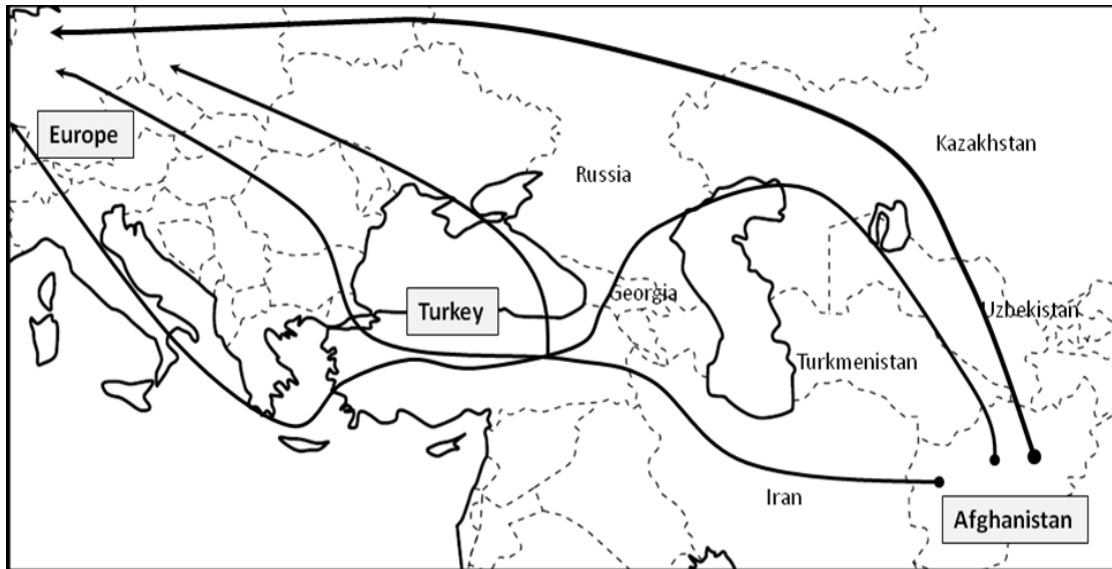 Europe
Kazakhstan
Russia
Georgia
Turkey
Uzbekistan
Turkmenistan
Iran
Afghanistan